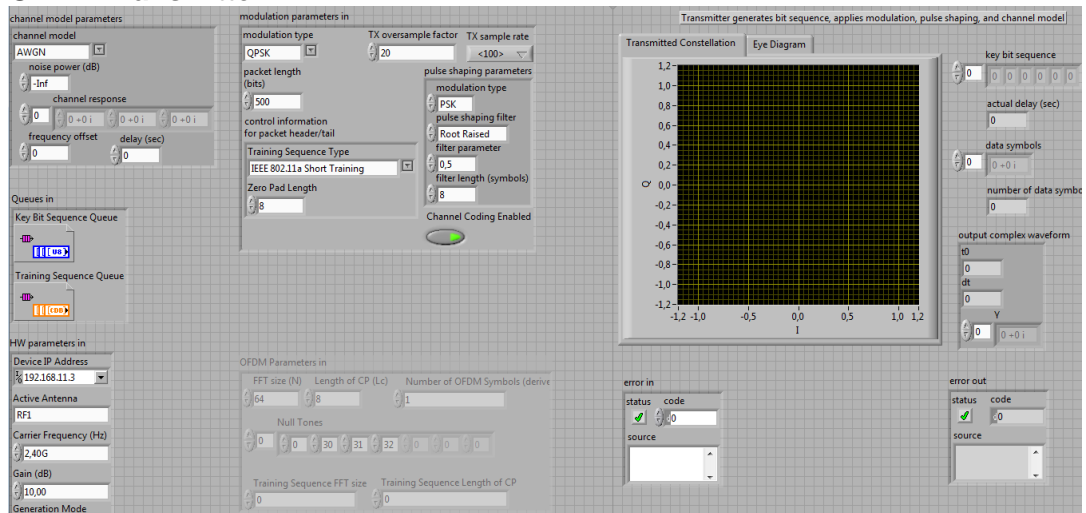 channel model parameters
channel model
AWGN
noise power (dB)
-Inf
channel response
0
0 +0 i
0 +0 i
0 +0 i
frequency offset
delay (sec)
0
0
Queues in
Key Bit Sequence Queue
[U8]
Training Sequence Queue
[CDB]
HW parameters in
Device IP Address
192.168.11.3
Active Antenna
RF1
Carrier Frequency (Hz)
2,40G
Gain (dB)
10,00
Generation Mode
modulation parameters in
modulation type
QPSK
TX oversample factor
20
TX sample rate
<100>
packet length
(bits)
500
control information
for packet header/tail
Training Sequence Type
IEEE 802.11a Short Training
Zero Pad Length
8
pulse shaping parameters
modulation type
PSK
pulse shaping filter
Root Raised
filter parameter
0,5
filter length (symbols)
8
Channel Coding Enabled
OFDM Parameters in
FFT size (N)
64
Length of CP (Lc)
8
Number of OFDM Symbols (derive
1
Null Tones
0
0
30
31
32
0
0
0
Training Sequence FFT size
0
Training Sequence Length of CP
0
Transmitter generates bit sequence, applies modulation, pulse shaping, and channel model
Transmitted Constellation
Eye Diagram
1,2
1,0
0,8
0,6
0,4
0,2
0,0
-0,2
-0,4
-0,6
-0,8
-1,0
-1,2
Q
-1,2 -1,0 -0,5 0,0 0,5 1,0 1,2
I
key bit sequence
0
0 0 0 0 0 0
actual delay (sec)
0
data symbols
0
0 +0 i
number of data symbo
0
output complex waveform
t0
0
dt
0
Y
0
0 +0 i
error in
status code
0
source
error out
status code
0
source